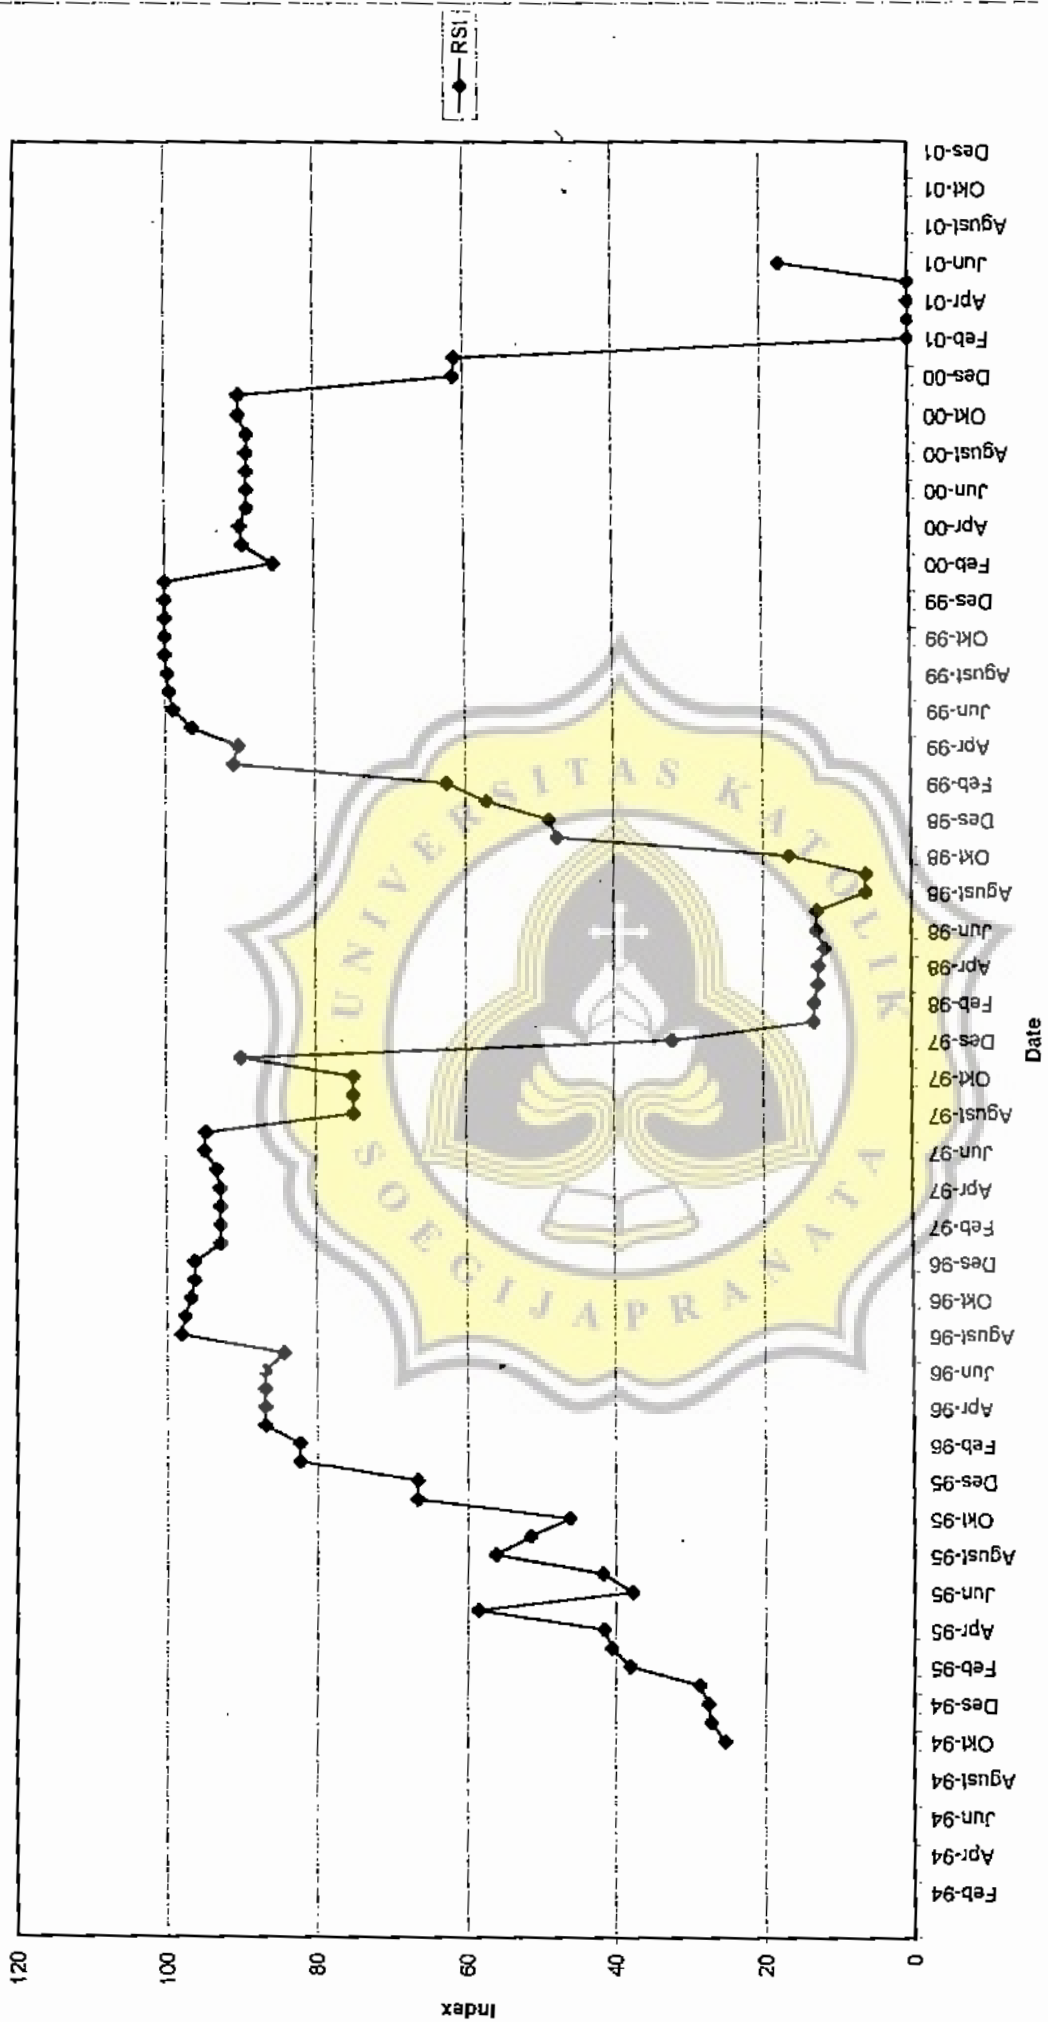 RSI
Index
120
100
80
60
40
20
0
Feb-94
Apr-94
Jun-94
Agust-94
Okt-94
Des-94
Feb-95
Apr-95
Jun-95
Agust-95
Okt-95
Des-95
Feb-96
Apr-96
Jun-96
Agust-96
Okt-96
Des-96
Feb-97
Apr-97
Jun-97
Agust-97
Okt-97
Des-97
Feb-98
Apr-98
Jun-98
Agust-98
Okt-98
Des-98
Feb-99
Apr-99
Jun-99
Agust-99
Okt-99
Des-99
Feb-00
Apr-00
Jun-00
Agust-00
Okt-00
Des-00
Feb-01
Apr-01
Jun-01
Agust-01
Okt-01
Des-01
Date
UNIVERSITAS KATOLIK
SOEGIJAPRANATA